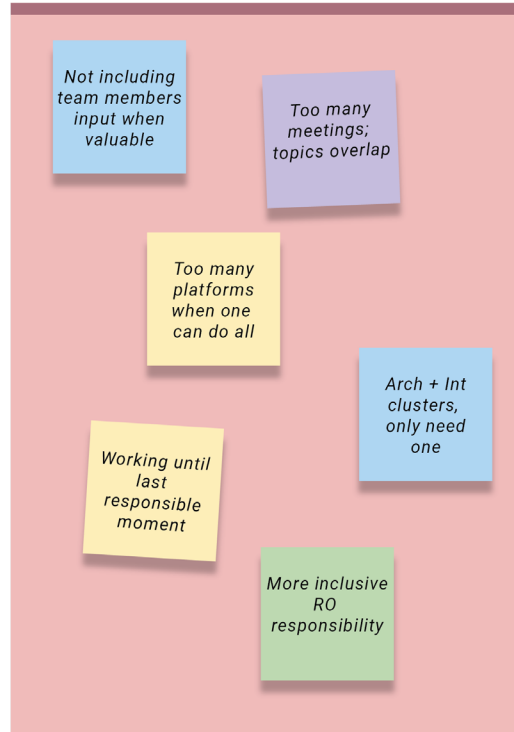 Not including
team members
input when
valuable
Too many
meetings;
topics overlap
Too many
platforms
when one
can do all
Arch + Int
clusters,
only need
one
Working until
last
responsible
moment
More inclusive
RO
responsibility